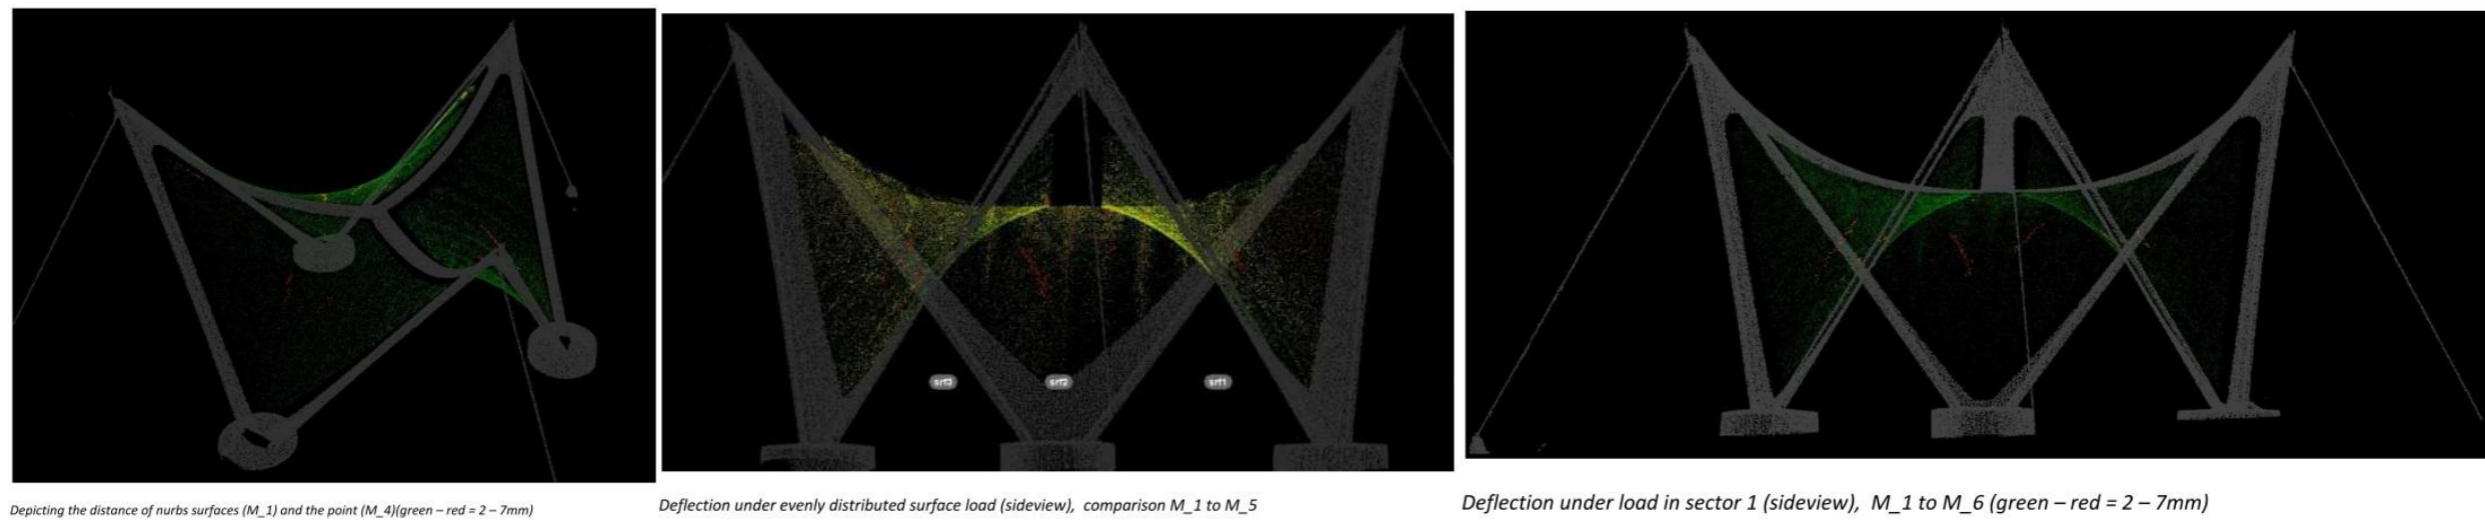 srf3 srf2 srf1
Depicting the distance of nurbs surfaces (M_1) and the point (M_4)(green – red = 2 – 7mm)
Deflection under evenly distributed surface load (sideview), comparison M_1 to M_5
Deflection under load in sector 1 (sideview), M_1 to M_6 (green – red = 2 – 7mm)